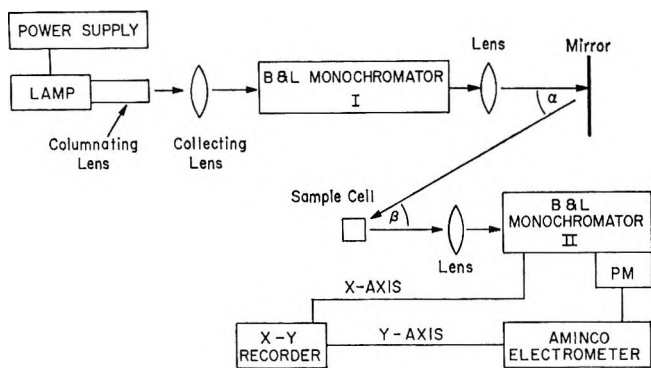 POWER SUPPLY
LAMP
Columnating
Lens
Collecting
Lens
B&L MONOCHROMATOR
I
Lens
α
Mirror
Sample Cell
β
Lens
B&L
MONOCHROMATOR
II
PM
X-AXIS
X-Y
RECORDER
Y-AXIS
AMINCO
ELECTROMETER